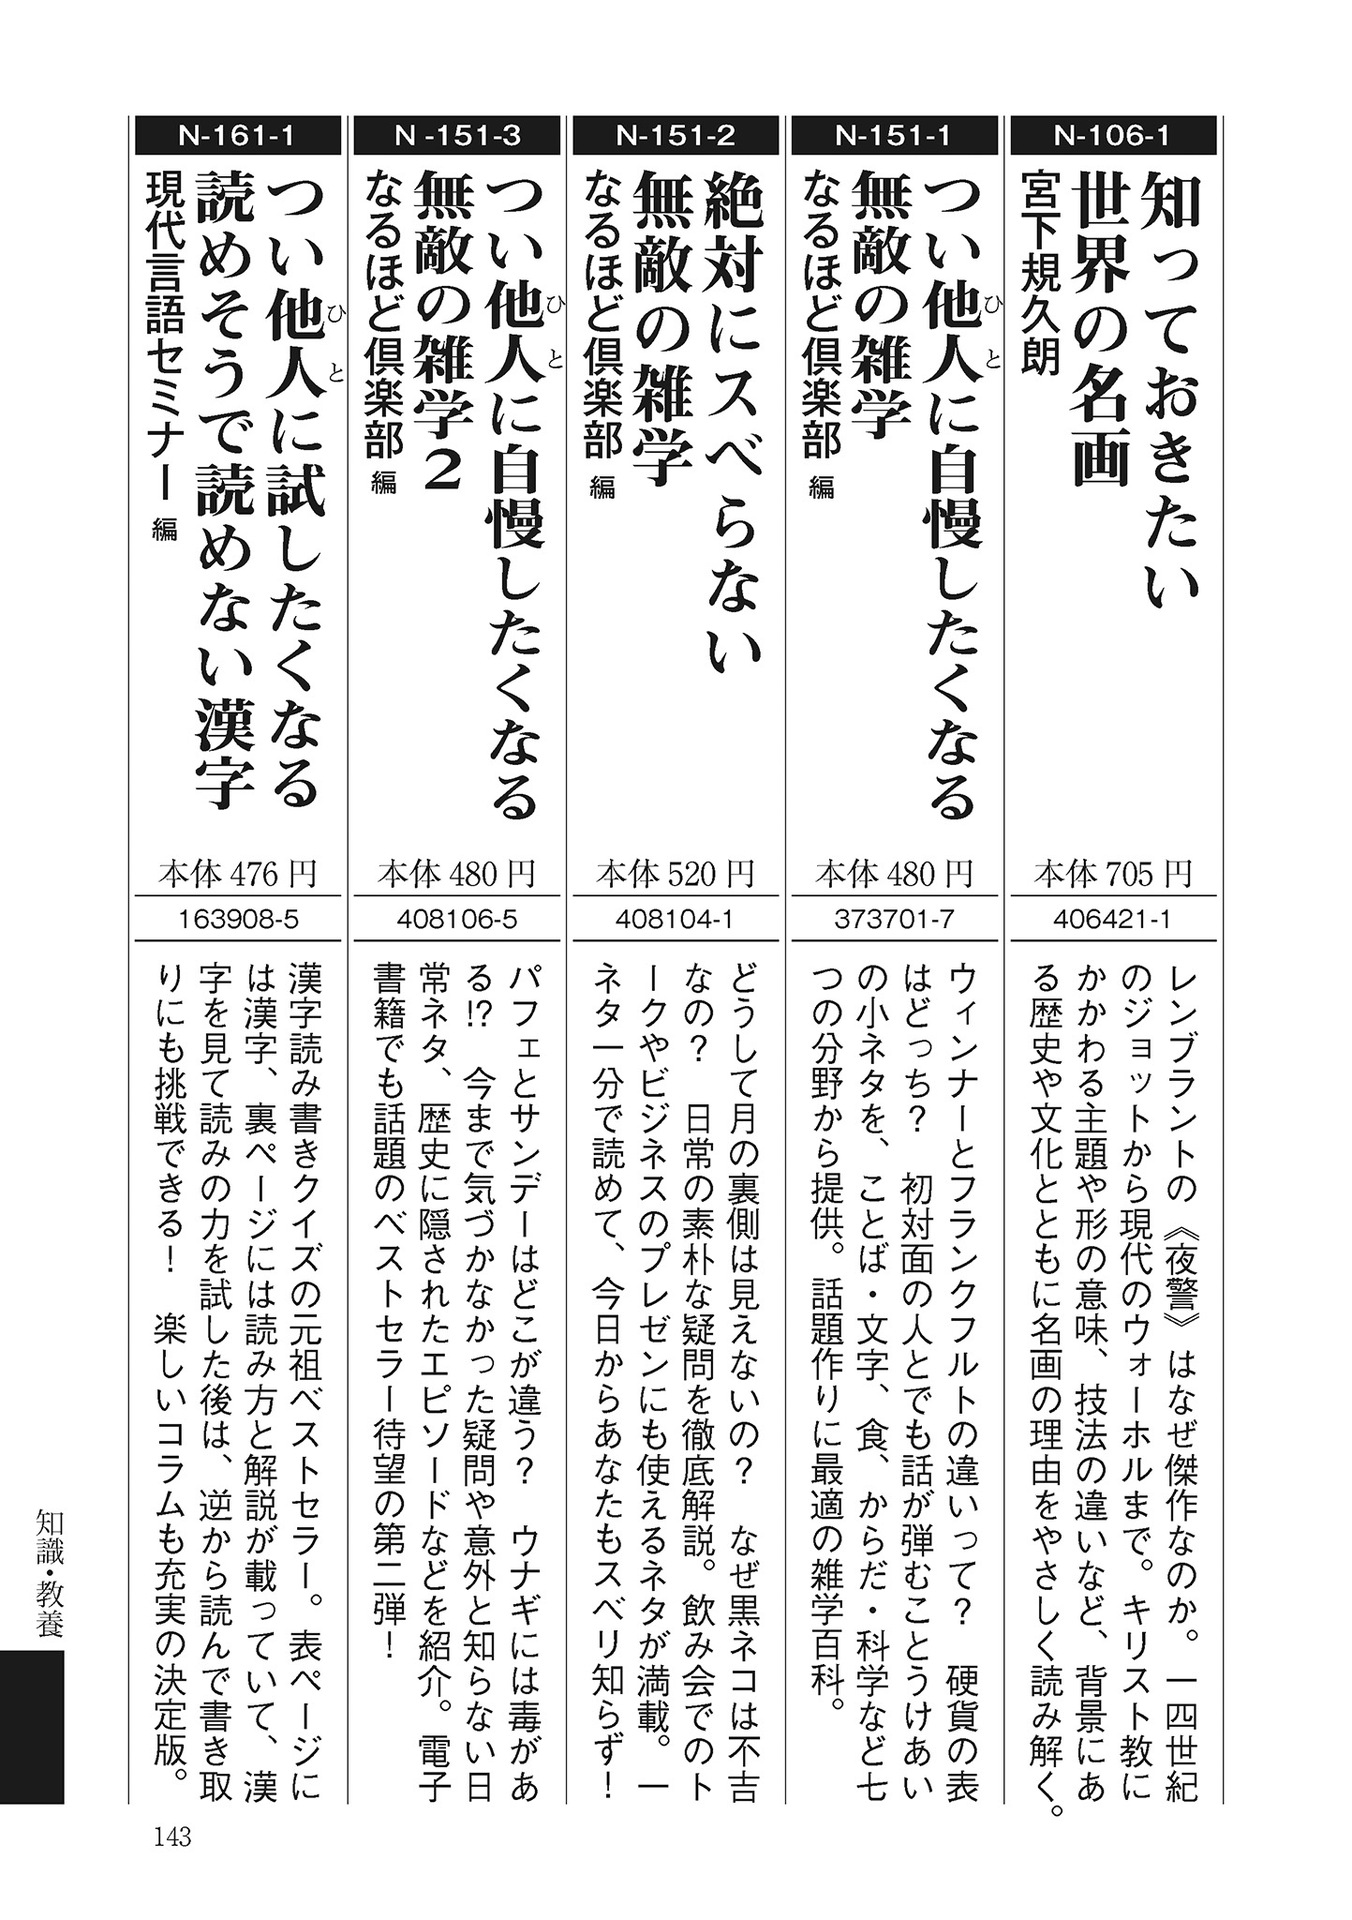 N-106-1
知っておきたい
世界の名画
宮下規久朗
本体705円
406421-1
レンブラントの《夜警》はなぜ傑作なのか。一四世紀
のジョットから現代のウォーホルまで。キリスト教に
かかわる主題や形の意味、技法の違いなど、背景にあ
る歴史や文化とともに名画の理由をやさしく読み解く。
N-151-1
つい他人に自慢したくなる
ひと
無敵の雑学
なるほど倶楽部 編
本体480円
373701-7
ウィンナーとフランクフルトの違いって？ 硬貨の表
はどっち？ 初対面の人とでも話が弾むことうけあい
の小ネタを、ことば・文字、食、からだ・科学など七
つの分野から提供。話題作りに最適の雑学百科。
N-151-2
絶対にスベらない
無敵の雑学
なるほど倶楽部 編
本体520円
408104-1
どうして月の裏側は見えないの？ なぜ黒ネコは不吉
なの？ 日常の素朴な疑問を徹底解説。飲み会でのト
ークやビジネスのプレゼンにも使えるネタが満載。一
ネタ一分で読めて、今日からあなたもスベリ知らず！
N-151-3
つい他人に自慢したくなる
ひと
無敵の雑学2
なるほど倶楽部 編
本体480円
408106-5
パフェとサンデーはどこが違う？ ウナギには毒があ
る!? 今まで気づかなかった疑問や意外と知らない日
常ネタ、歴史に隠されたエピソードなどを紹介。電子
書籍でも話題のベストセラー待望の第二弾！
N-161-1
つい他人に試したくなる
ひと
読めそうで読めない漢字
現代言語セミナー 編
本体476円
163908-5
漢字読み書きクイズの元祖ベストセラー。表ページに
は漢字、裏ページには読み方と解説が載っていて、漢
字を見て読みの力を試した後は、逆から読んで書き取
りにも挑戦できる！ 楽しいコラムも充実の決定版。
知識・教養
143